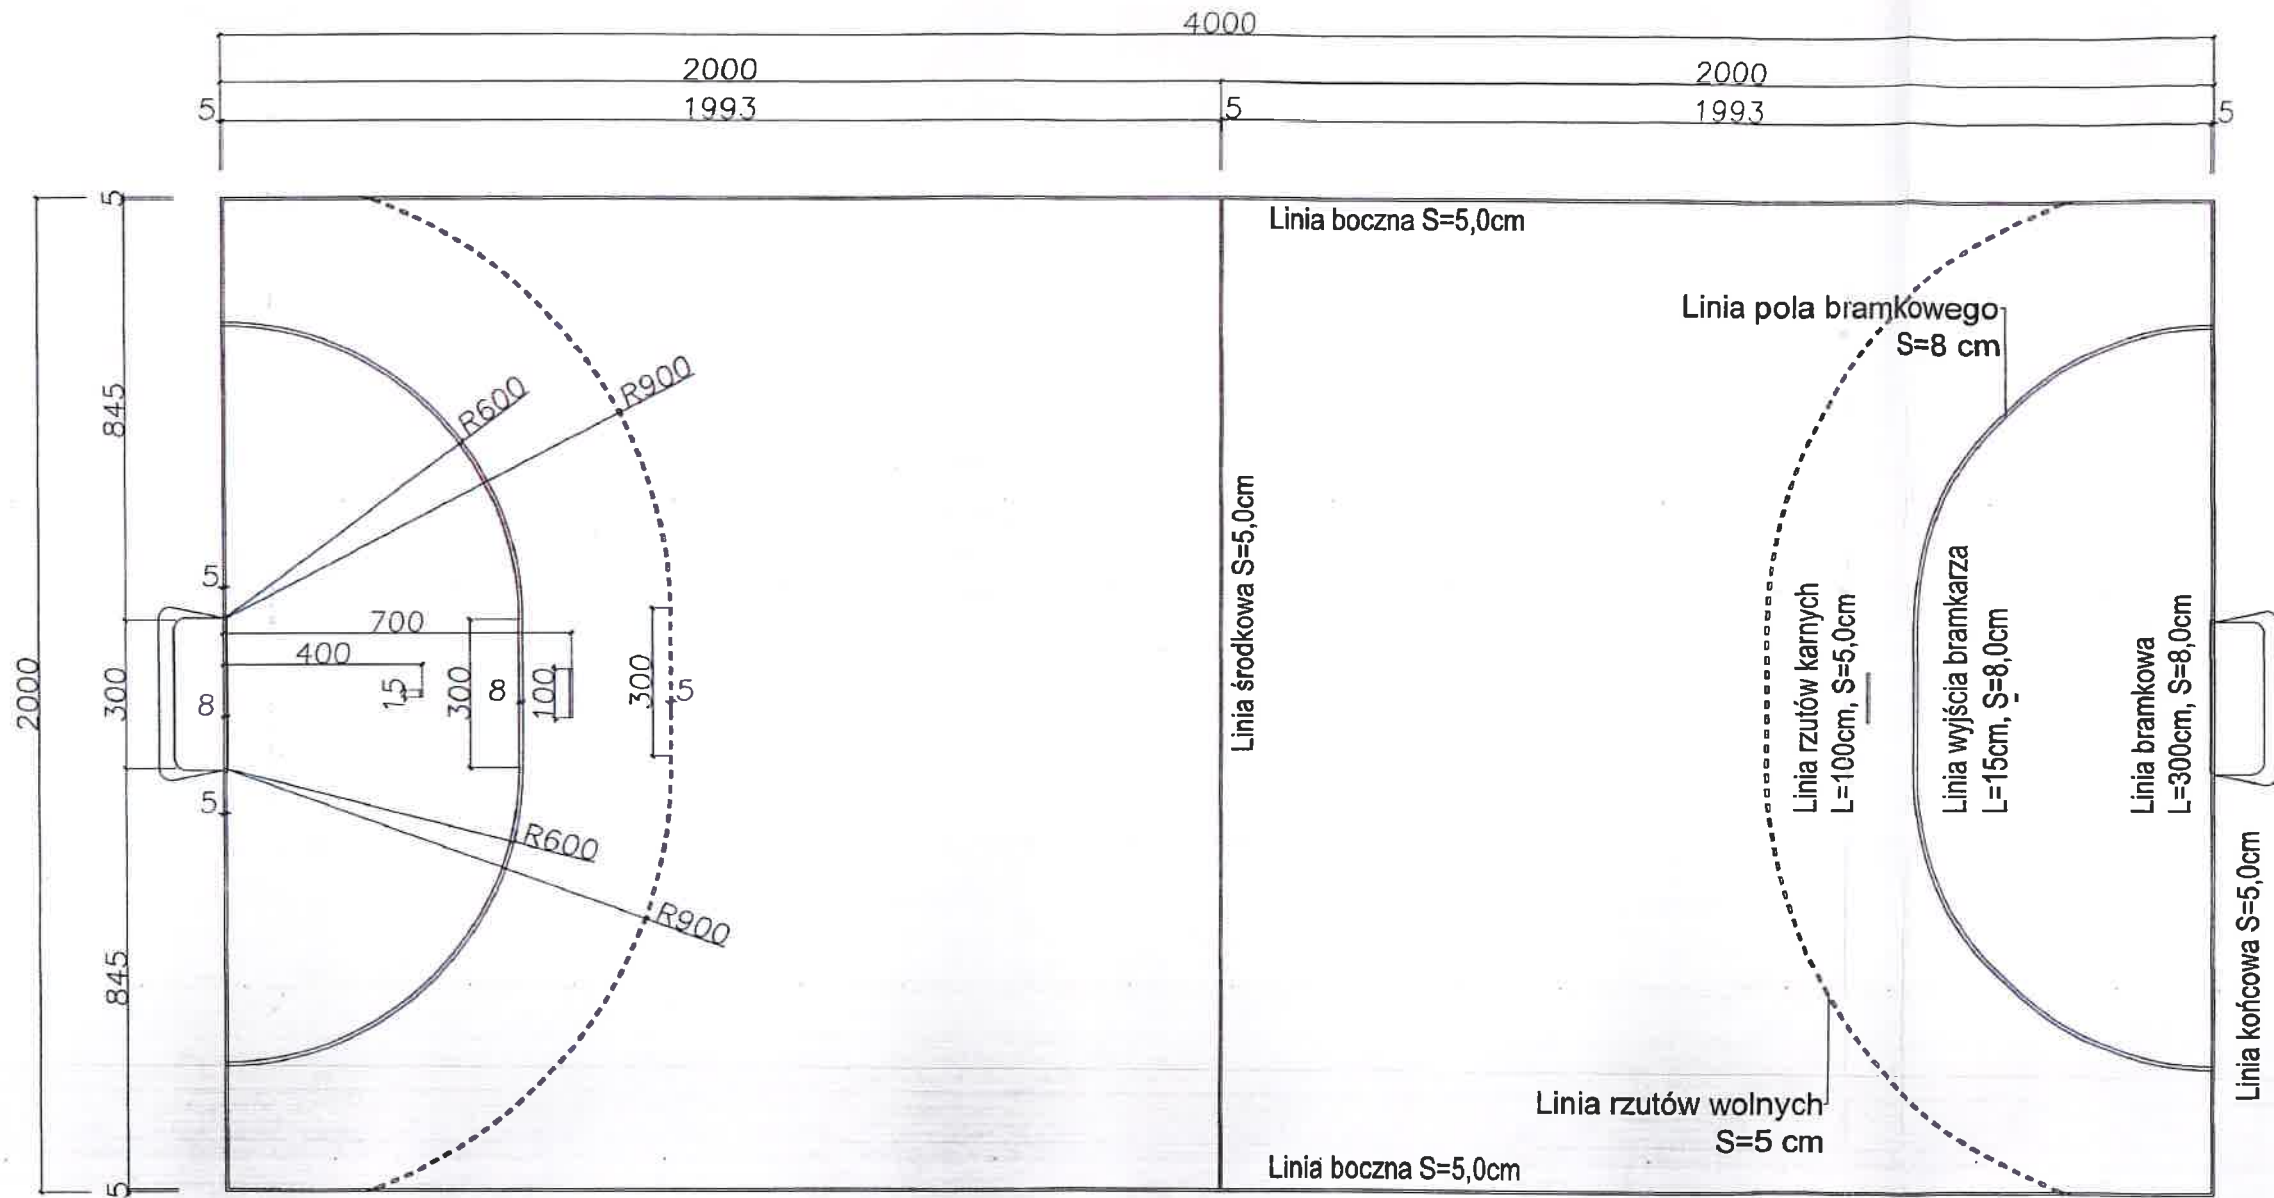 4000
2000
2000
5
1993
5
1993
5
5
Linia boczna S=5,0cm
Linia pola bramkowego
S=8 cm
845
R600
R900
Linia środkowa S=5,0cm
5
700
400
2000
300
8
15
300
8
100
300
5
Linia rzutów karnych
L=100cm, S=5,0cm
Linia wyjścia bramkarza
L=15cm, S=8,0cm
Linia bramkowa
L=300cm, S=8,0cm
5
R600
R900
Linia końcowa S=5,0cm
845
Linia rzutów wolnych
S=5 cm
Linia boczna S=5,0cm
5